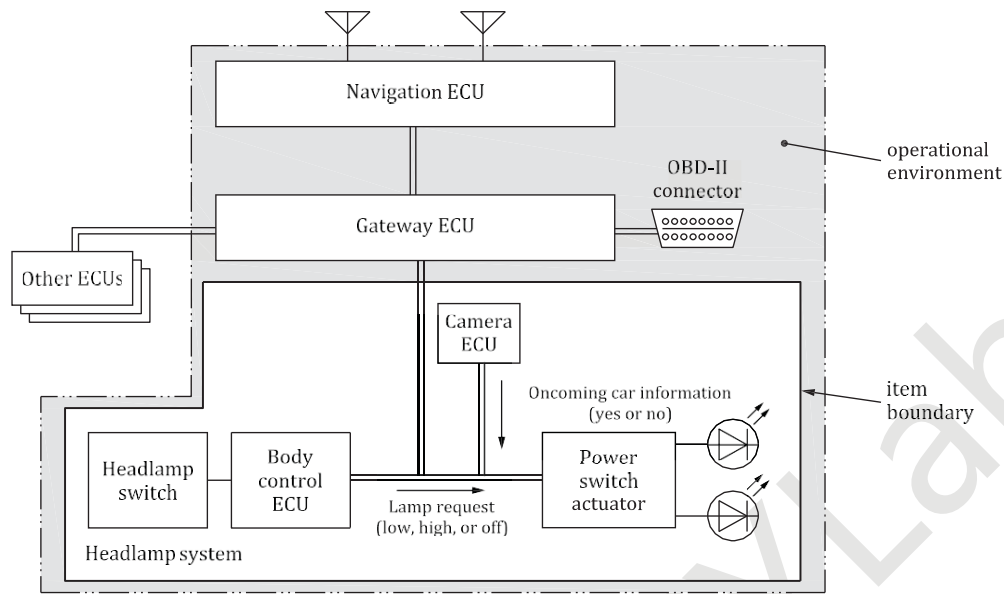 Navigation ECU
operational
environment
OBD-II
connector
Gateway ECU
Other ECUs
Camera
ECU
Oncoming car information
(yes or no)
item
boundary
Headlamp
switch
Body
control
ECU
Power
switch
actuator
Lamp request
(low, high, or off)
Headlamp system